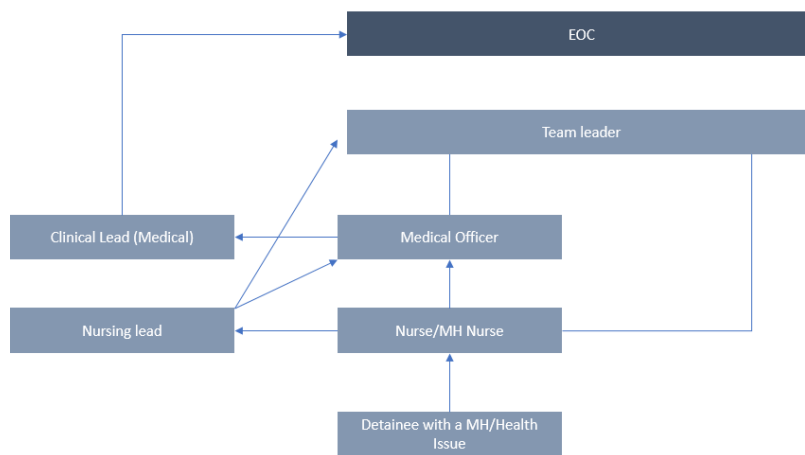 EOC
Team leader
Clinical Lead (Medical)
Medical Officer
Nursing lead
Nurse/MH Nurse
Detainee with a MH/Health
Issue